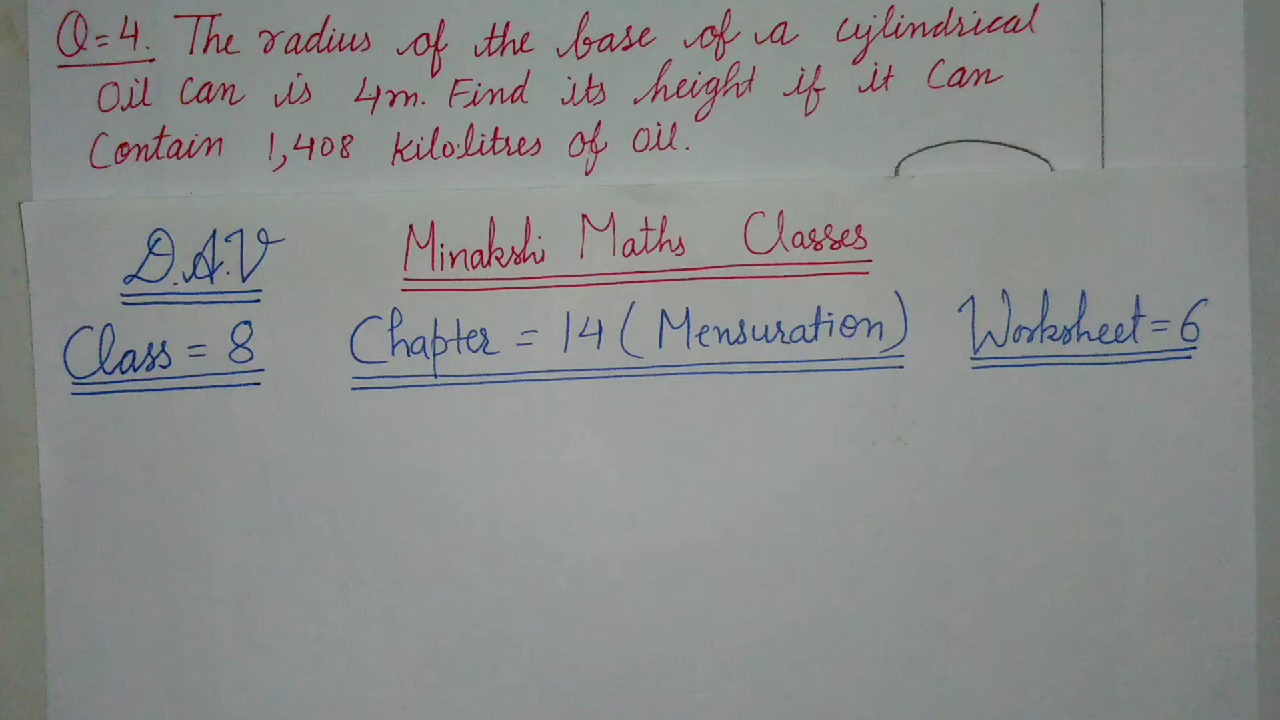 Q=4. The radius of the base of a cylindrical
Oil can is 4m. Find its height if it can
Contain 1,408 kilolitres of oil.
D.A.V Minakshi Maths Classes
Class = 8 Chapter = 14 (Mensuration) Worksheet = 6